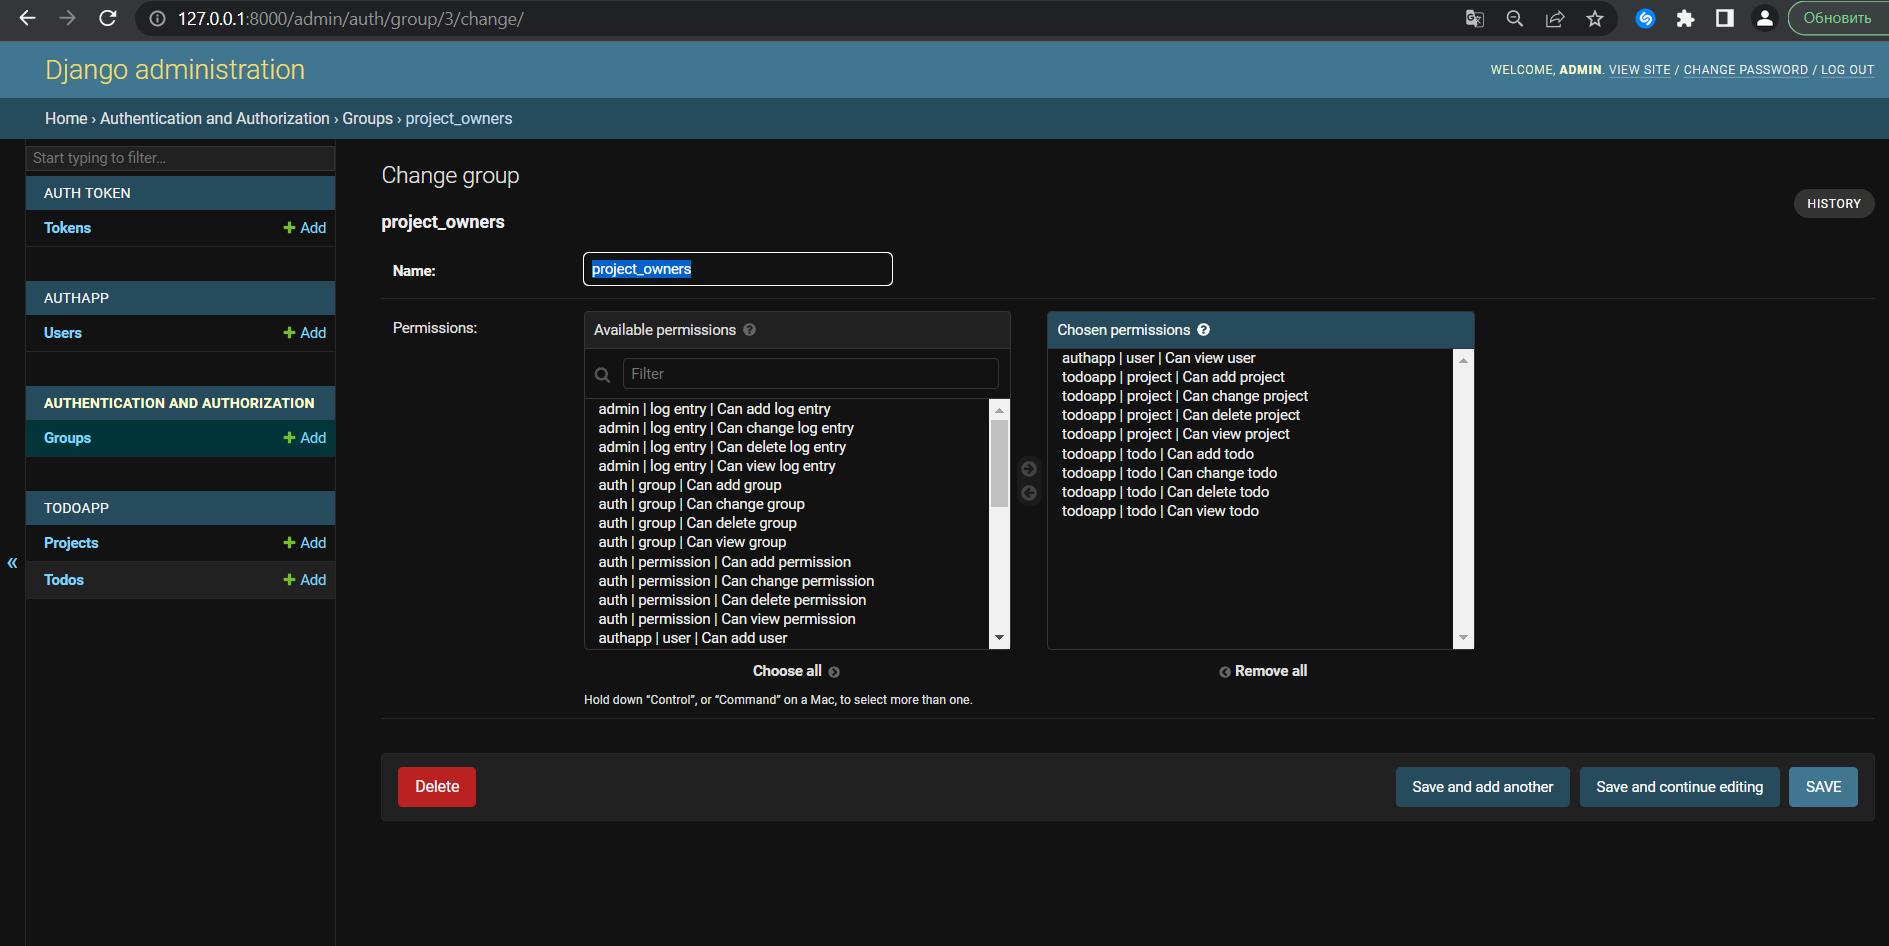 127.0.0.1:8000/admin/auth/group/3/change/
Обновить
Django administration
WELCOME, ADMIN. VIEW SITE / CHANGE PASSWORD / LOG OUT
Home › Authentication and Authorization › Groups › project_owners
Start typing to filter...
AUTH TOKEN
Tokens
Add
AUTHAPP
Users
Add
AUTHENTICATION AND AUTHORIZATION
Groups
Add
TODOAPP
Projects
Add
Todos
Add
«
Change group
HISTORY
project_owners
Name:
project_owners
Permissions:
Available permissions
Filter
admin | log entry | Can add log entry
admin | log entry | Can change log entry
admin | log entry | Can delete log entry
admin | log entry | Can view log entry
auth | group | Can add group
auth | group | Can change group
auth | group | Can delete group
auth | group | Can view group
auth | permission | Can add permission
auth | permission | Can change permission
auth | permission | Can delete permission
auth | permission | Can view permission
authapp | user | Can add user
Choose all
Hold down “Control”, or “Command” on a Mac, to select more than one.
Chosen permissions
authapp | user | Can view user
todoapp | project | Can add project
todoapp | project | Can change project
todoapp | project | Can delete project
todoapp | project | Can view project
todoapp | todo | Can add todo
todoapp | todo | Can change todo
todoapp | todo | Can delete todo
todoapp | todo | Can view todo
Remove all
Delete
Save and add another
Save and continue editing
SAVE